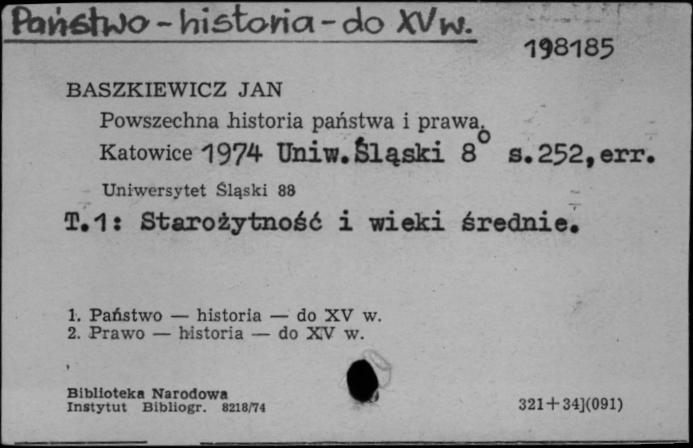 Państwo - historia - do XV w.
198185
BASZKIEWICZ JAN
Powszechna historia państwa i prawa.
Katowice 1974 Uniw.Śląski 8° s.252,err.
Uniwersytet Śląski 88
T.1: Starożytność i wieki średnie.
1. Państwo — historia — do XV w.
2. Prawo — historia — do XV w.
Biblioteka Narodowa
Instytut Bibliogr. 8218/74
321+34](091)